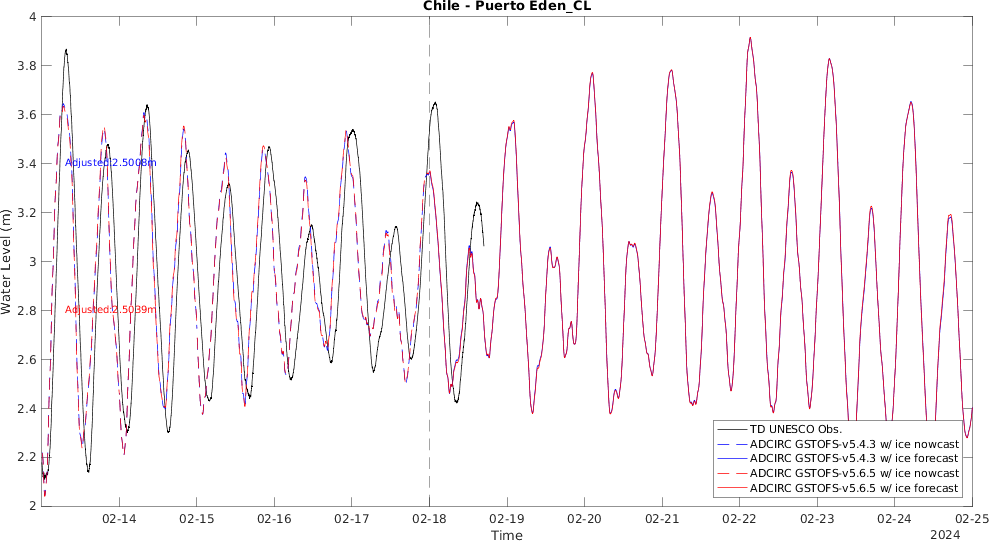 Chile - Puerto Eden_CL
Water Level (m)
4
3.8
3.6
3.4
3.2
3
2.8
2.6
2.4
2.2
2
Adjusted:2.5008m
Adjusted:2.5039m
TD UNESCO Obs.
ADCIRC GSTOFS-v5.4.3 w/ ice nowcast
ADCIRC GSTOFS-v5.4.3 w/ ice forecast
ADCIRC GSTOFS-v5.6.5 w/ ice nowcast
ADCIRC GSTOFS-v5.6.5 w/ ice forecast
02-14 02-15 02-16 02-17 02-18 02-19 02-20 02-21 02-22 02-23 02-24 02-25
Time
2024